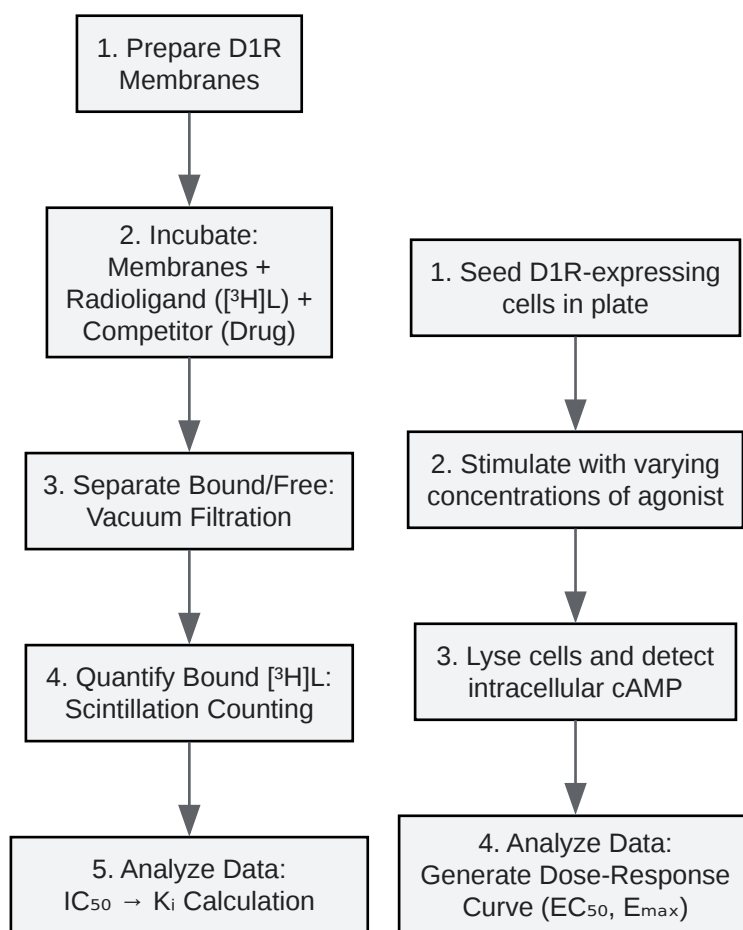 1. Prepare D1R
Membranes
2. Incubate:
Membranes +
Radioligand ([³H]L) +
Competitor (Drug)
3. Separate Bound/Free:
Vacuum Filtration
4. Quantify Bound [³H]L:
Scintillation Counting
5. Analyze Data:
IC₅₀ → Kᵢ Calculation
1. Seed D1R-expressing
cells in plate
2. Stimulate with varying
concentrations of agonist
3. Lyse cells and detect
intracellular cAMP
4. Analyze Data:
Generate Dose-Response
Curve (EC₅₀, Eₘₐₓ)